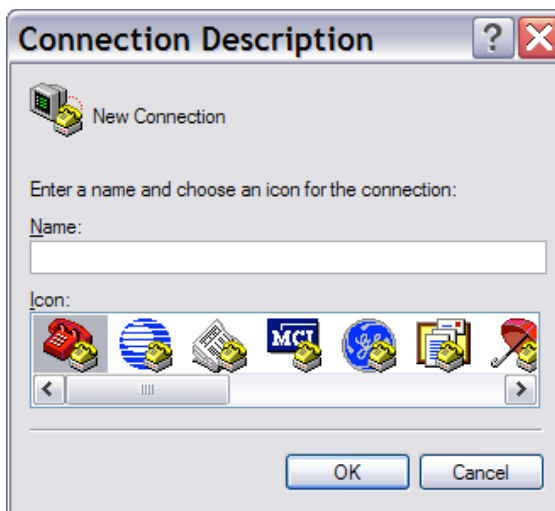 Connection Description
New Connection
Enter a name and choose an icon for the connection:
Name:
Icon:
MCI
OK
Cancel